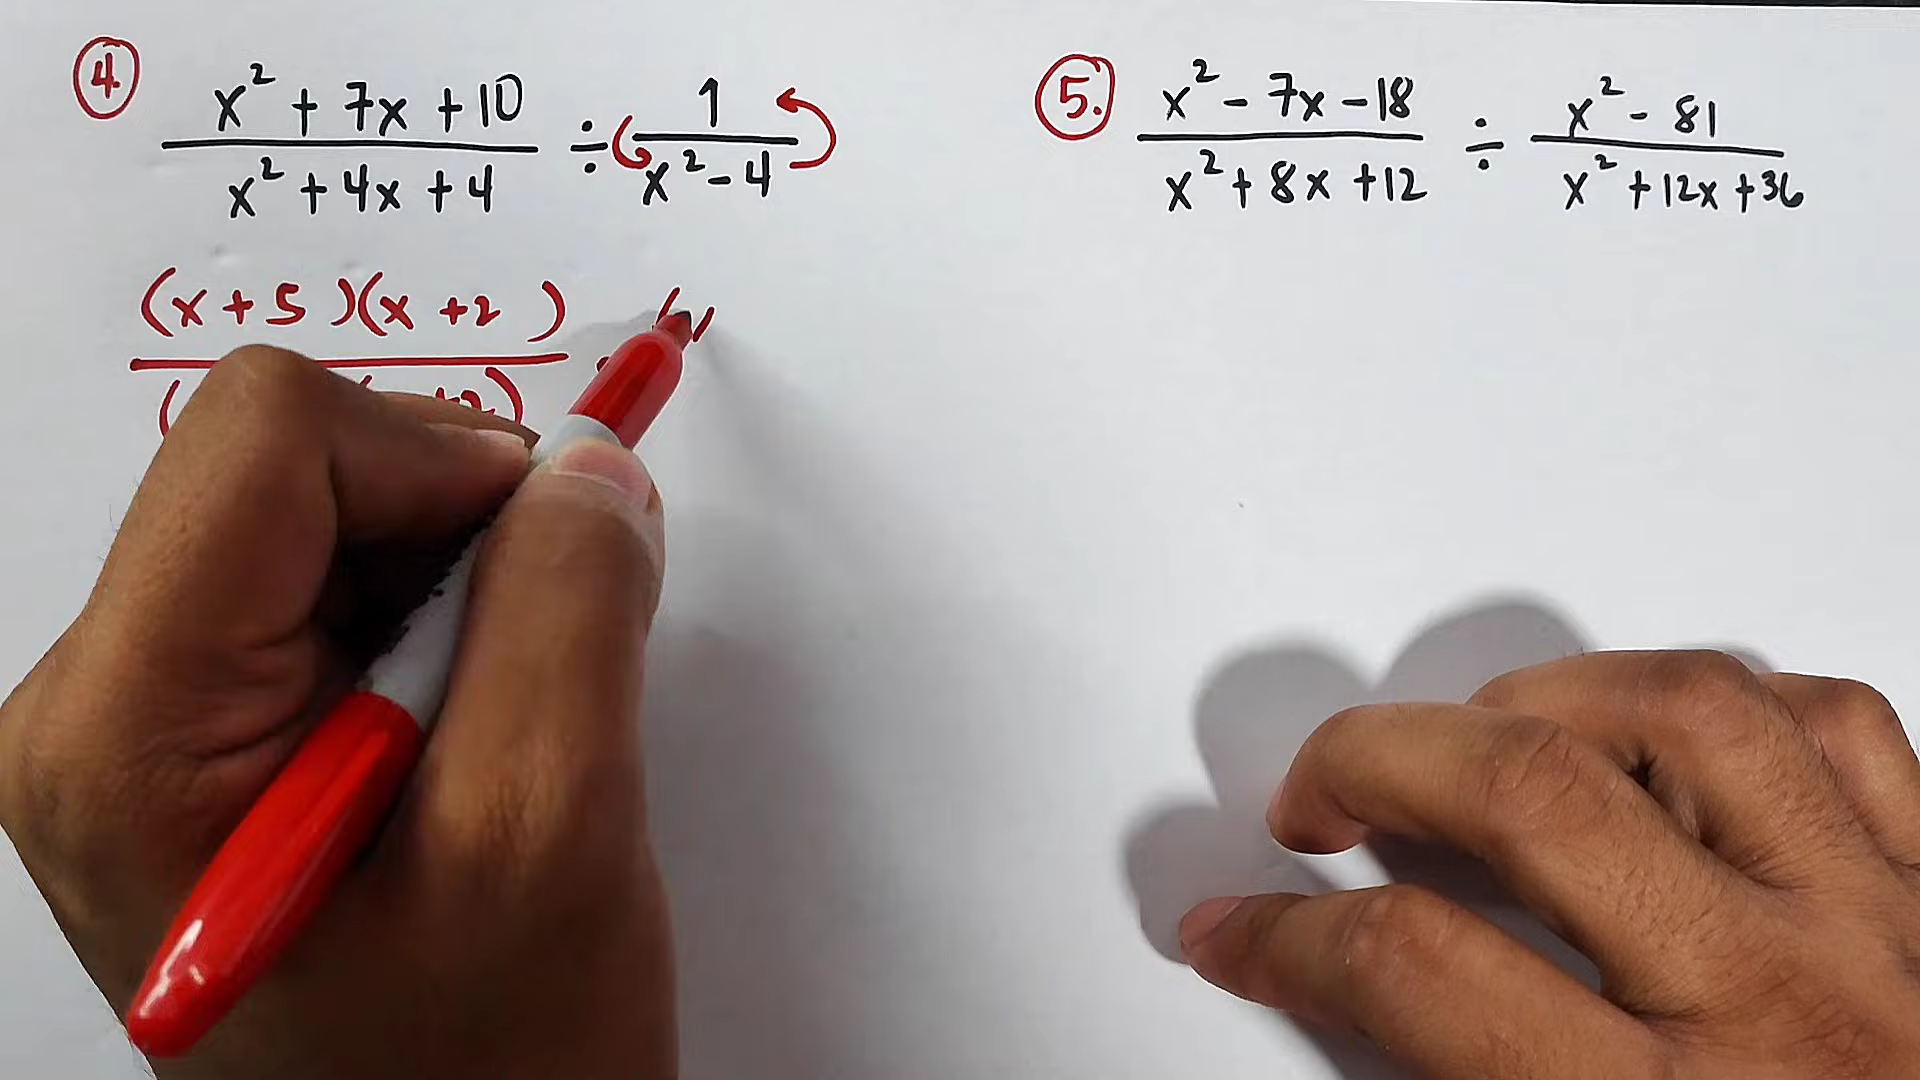 4.
x² + 7x + 10
x² + 4x + 4
÷
1
x² - 4
(x + 5)(x + 2)
+2)
5.
x² - 7x - 18
x² + 8x + 12
÷
x² - 81
x² + 12x + 36